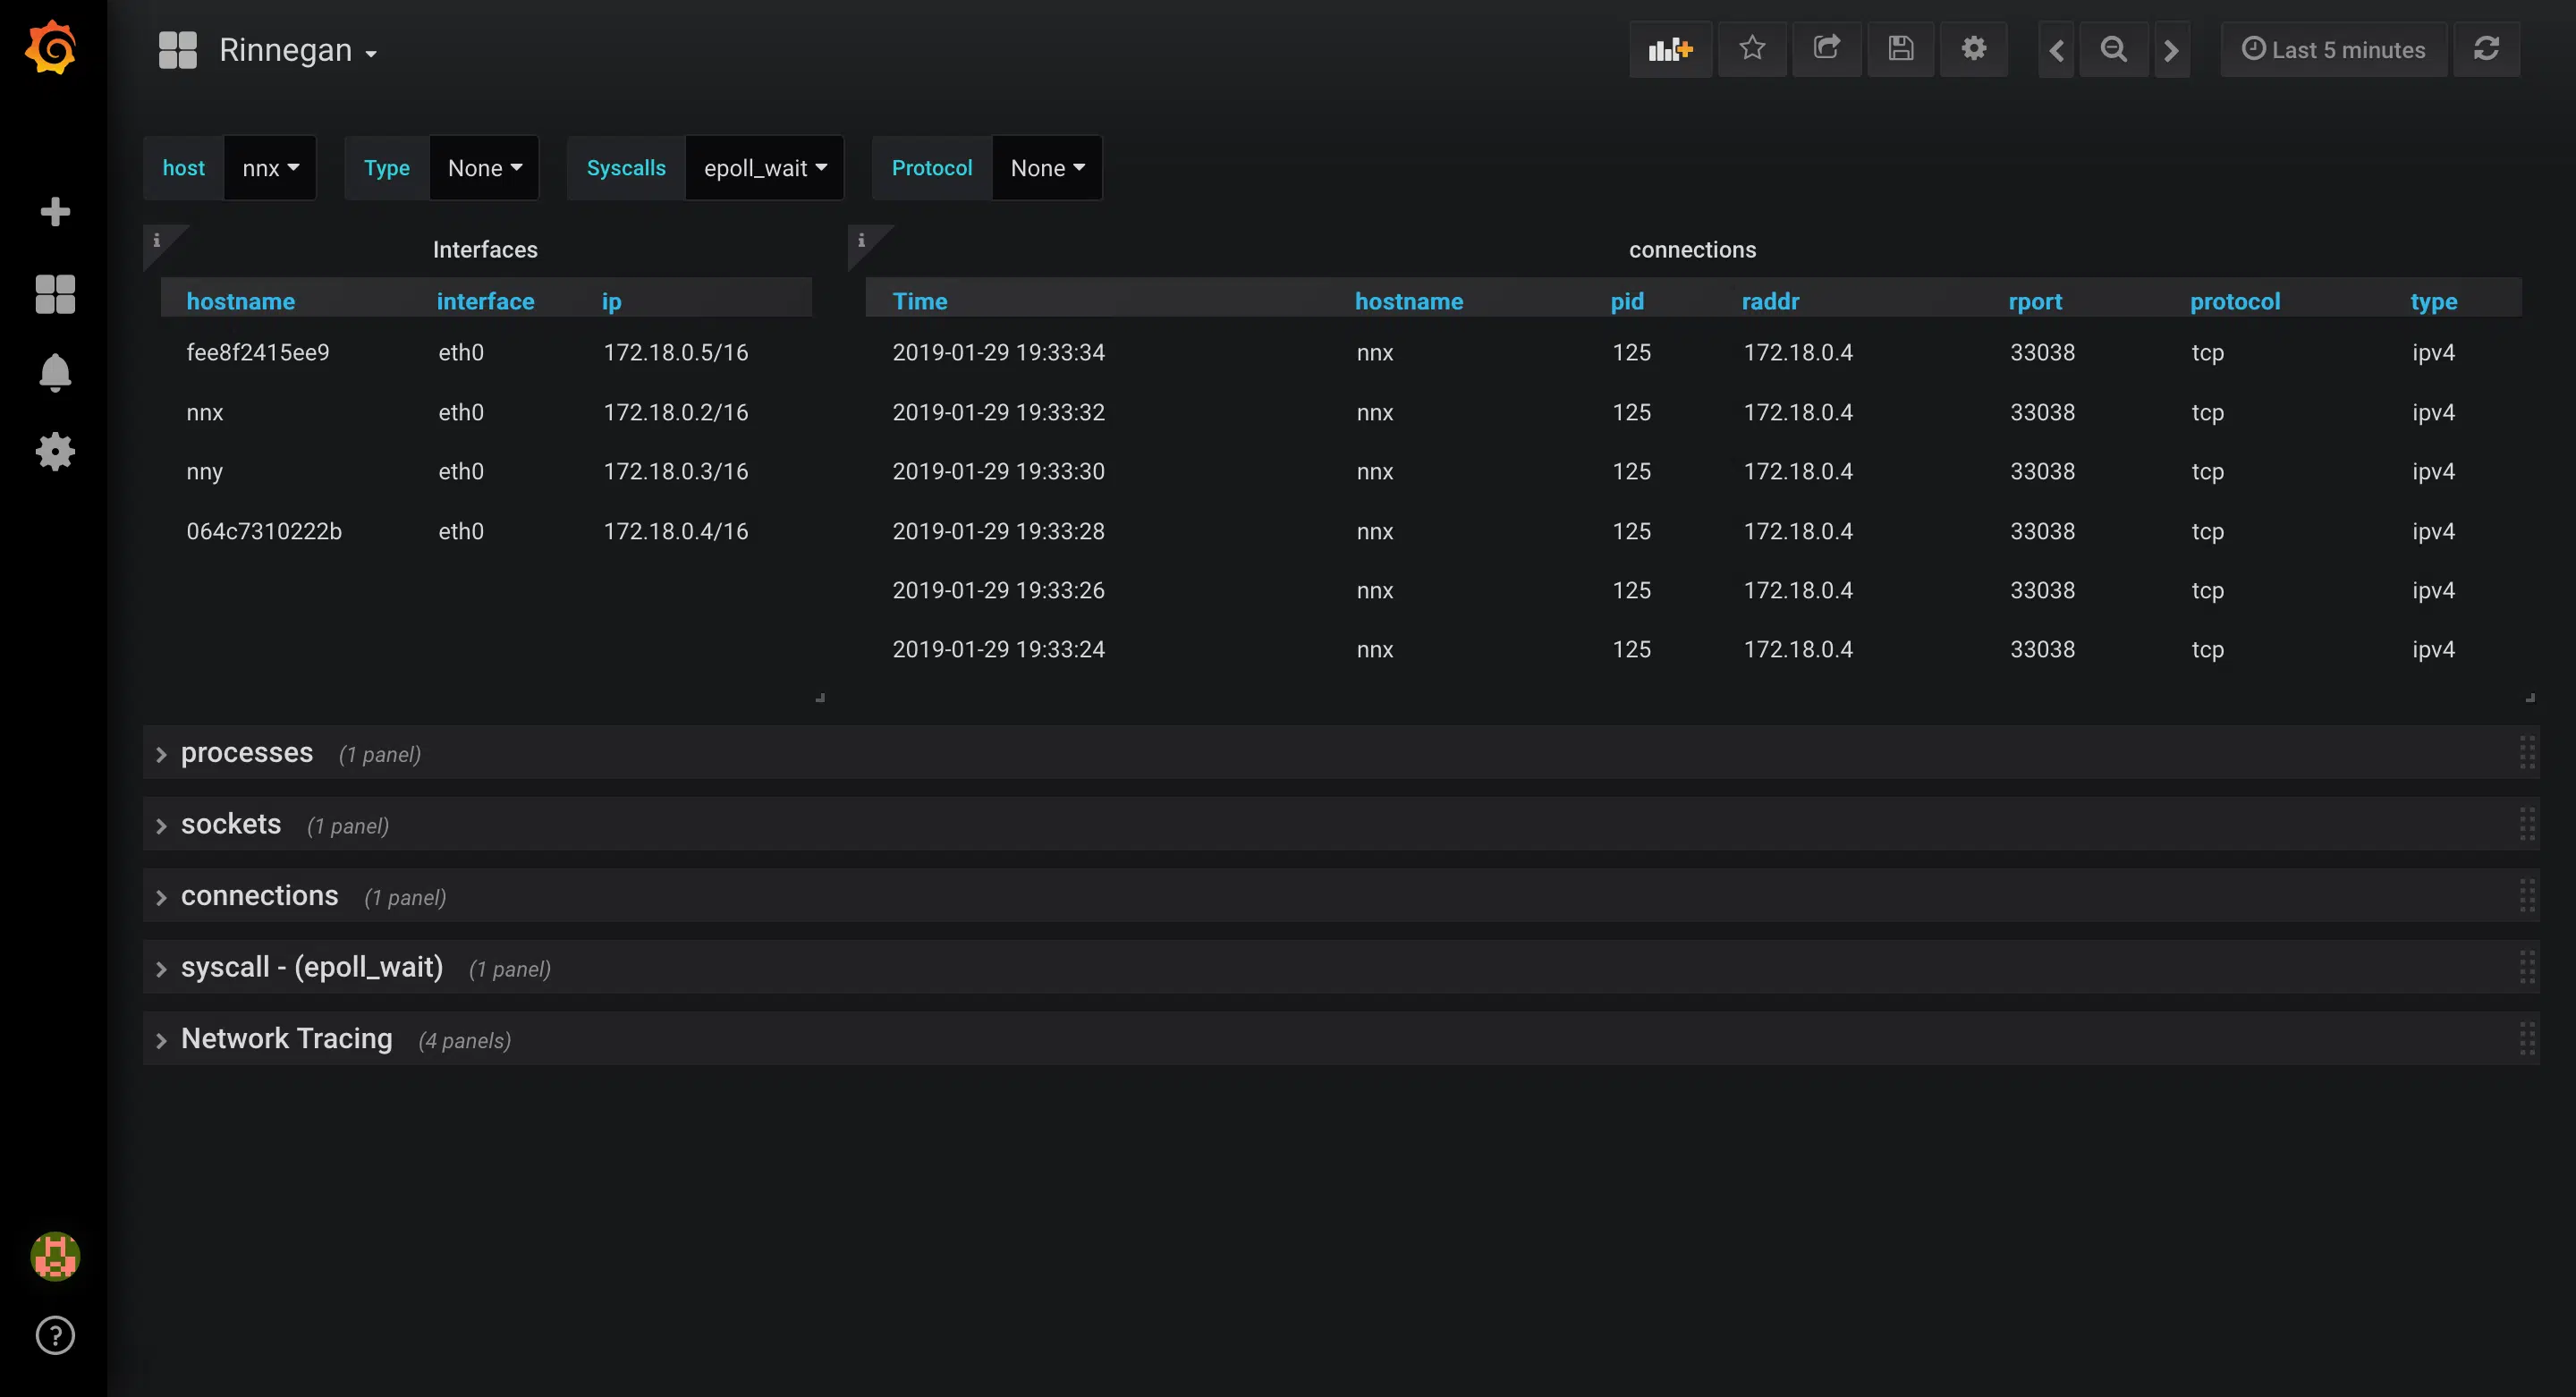 Rinnegan
Last 5 minutes
host nnx Type None Syscalls epoll_wait Protocol None
i Interfaces
hostname interface ip
fee8f2415ee9 eth0 172.18.0.5/16
nnx eth0 172.18.0.2/16
nny eth0 172.18.0.3/16
064c7310222b eth0 172.18.0.4/16
i connections
Time hostname pid raddr rport protocol type
2019-01-29 19:33:34 nnx 125 172.18.0.4 33038 tcp ipv4
2019-01-29 19:33:32 nnx 125 172.18.0.4 33038 tcp ipv4
2019-01-29 19:33:30 nnx 125 172.18.0.4 33038 tcp ipv4
2019-01-29 19:33:28 nnx 125 172.18.0.4 33038 tcp ipv4
2019-01-29 19:33:26 nnx 125 172.18.0.4 33038 tcp ipv4
2019-01-29 19:33:24 nnx 125 172.18.0.4 33038 tcp ipv4
processes (1 panel)
sockets (1 panel)
connections (1 panel)
syscall - (epoll_wait) (1 panel)
Network Tracing (4 panels)
?